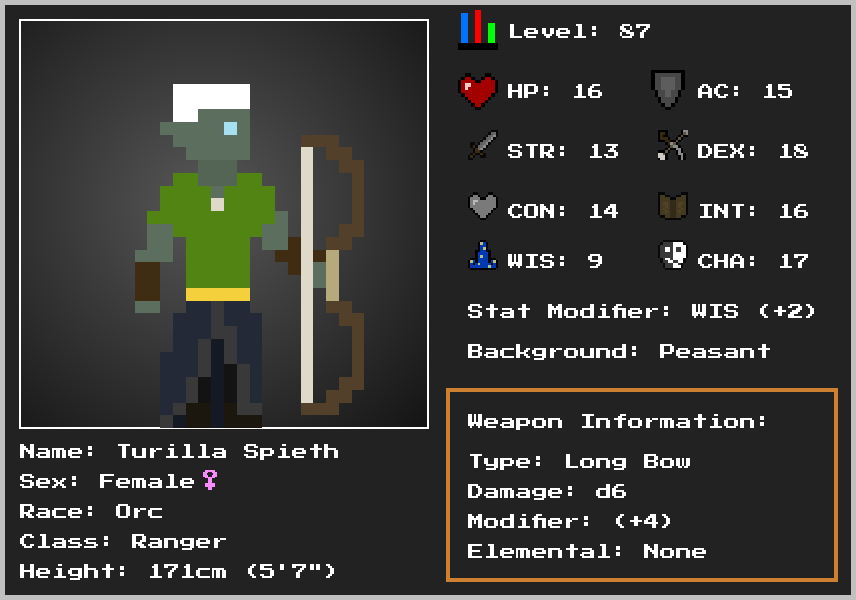 Level: 87
HP: 16 AC: 15
STR: 13 DEX: 18
CON: 14 INT: 16
WIS: 9 CHA: 17
Stat Modifier: WIS (+2)
Background: Peasant
Weapon Information:
Type: Long Bow
Damage: d6
Modifier: (+4)
Elemental: None
Name: Turilla Spieth
Sex: Female♀
Race: Orc
Class: Ranger
Height: 171cm (5'7")